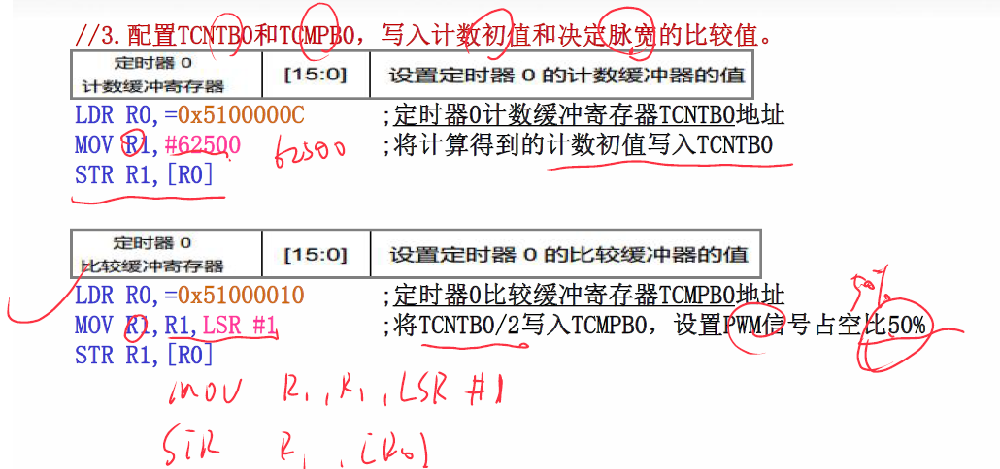 //3.配置TCNTB0和TCMPB0，写入计数初值和决定脉宽的比较值。
定时器 0
计数缓冲寄存器 [15:0] 设置定时器 0 的计数缓冲器的值
LDR R0,=0x5100000C ;定时器0计数缓冲寄存器TCNTB0地址
MOV R1,#62500 62500 ;将计算得到的计数初值写入TCNTB0
STR R1,[R0]
定时器 0
比较缓冲寄存器 [15:0] 设置定时器 0 的比较缓冲器的值
50%
LDR R0,=0x51000010 ;定时器0比较缓冲寄存器TCMPB0地址
MOV R1,R1,LSR #1 ;将TCNTB0/2写入TCMPB0，设置PWM信号占空比50%
STR R1,[R0]
mov R1,R1,LSR #1
STR R1,[R0]